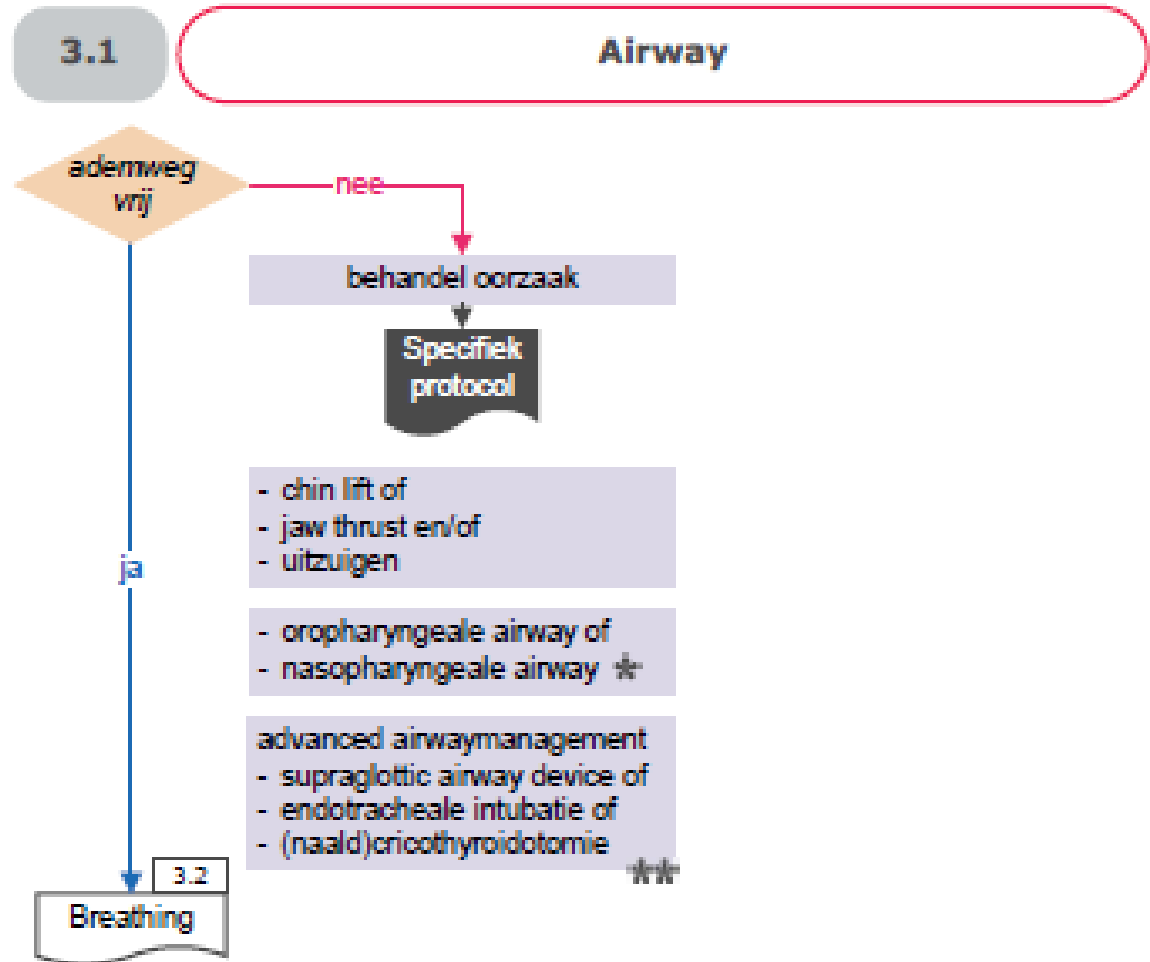 3.1
Airway
ademweg
vrij
nee
behandel oorzaak
Specifiek
protocol
- chin lift of
- jaw thrust en/of
- uitzuigen
ja
- oropharyngeale airway of
- nasopharyngeale airway *
advanced airwaymanagement
- supraglottic airway device of
- endotracheale intubatie of
- (naald)cricothyroidotomie
**
3.2
Breathing